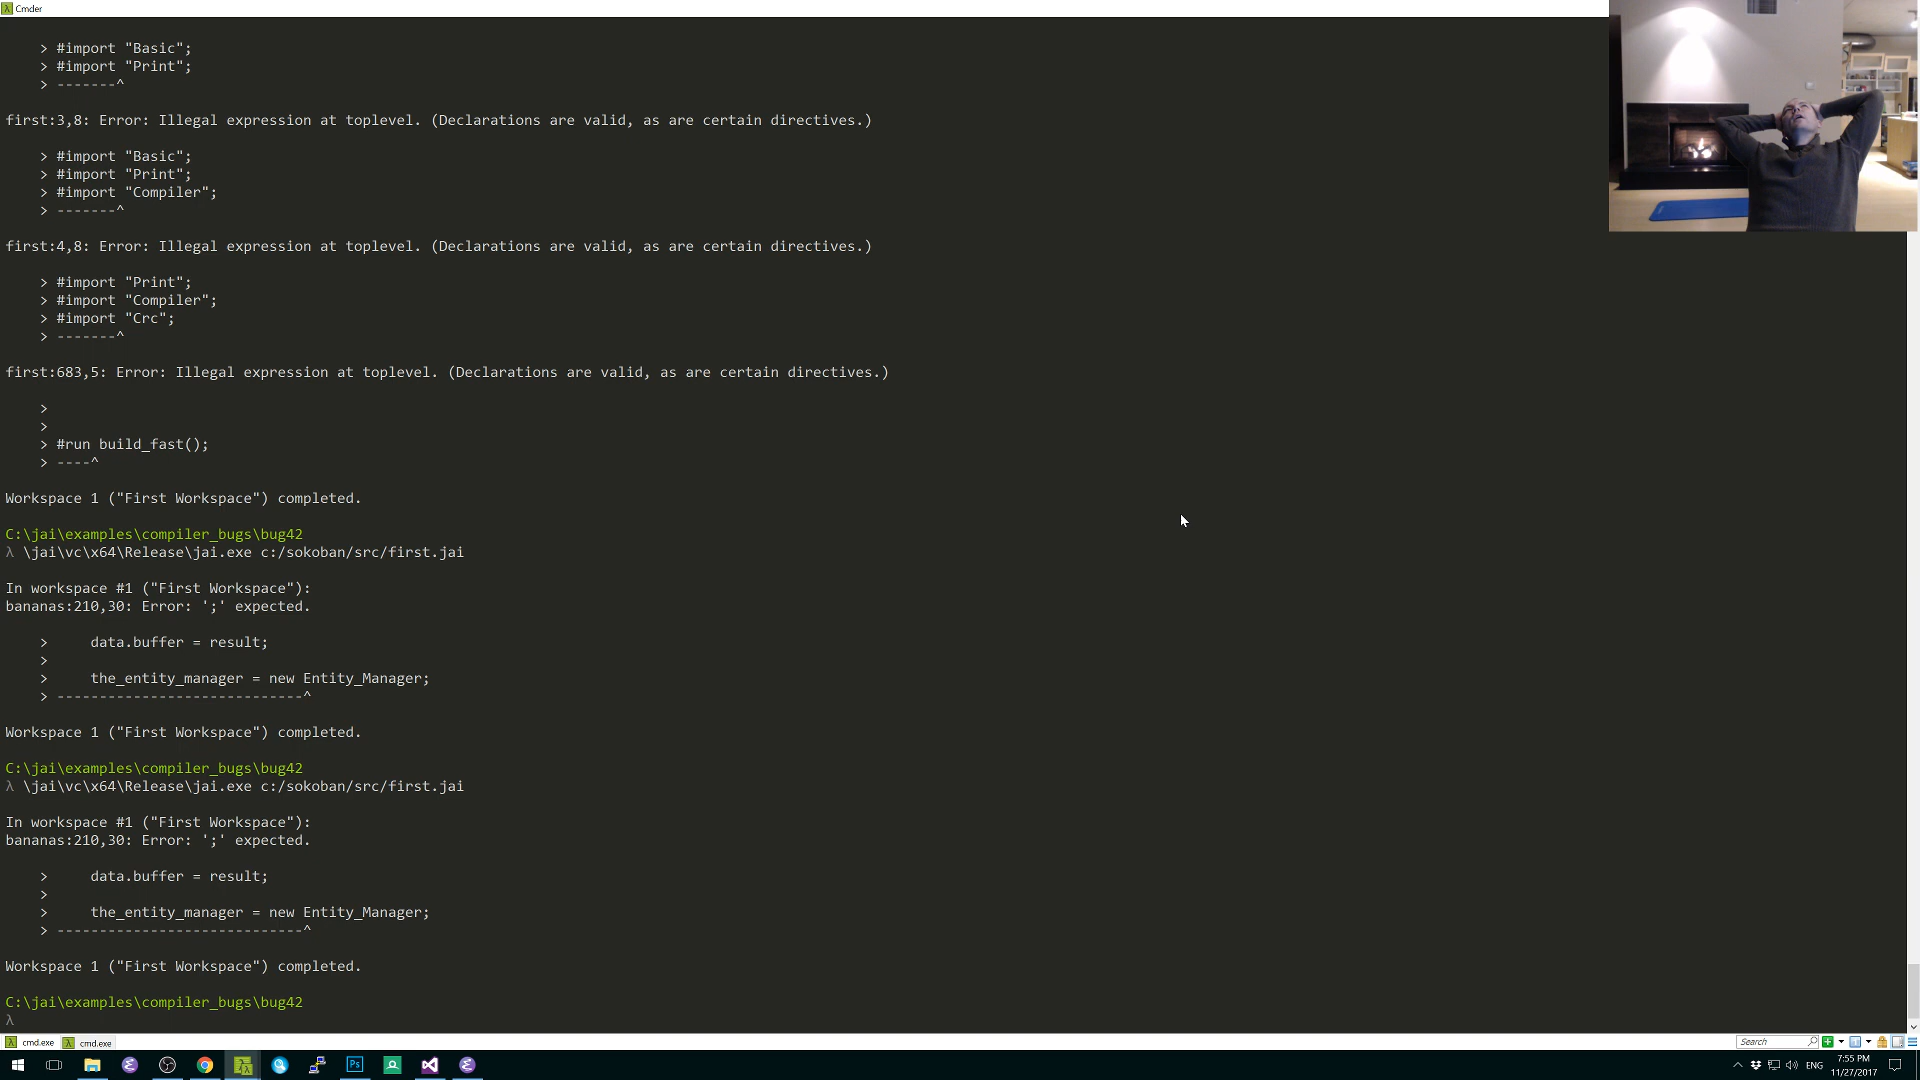 Cmder
> #import "Basic";
> #import "Print";
> -------^
first:3,8: Error: Illegal expression at toplevel. (Declarations are valid, as are certain directives.)
> #import "Basic";
> #import "Print";
> #import "Compiler";
> -------^
first:4,8: Error: Illegal expression at toplevel. (Declarations are valid, as are certain directives.)
> #import "Print";
> #import "Compiler";
> #import "Crc";
> -------^
first:683,5: Error: Illegal expression at toplevel. (Declarations are valid, as are certain directives.)
>
>
> #run build_fast();
> ----^
Workspace 1 ("First Workspace") completed.
C:\jai\examples\compiler_bugs\bug42
λ \jai\vc\x64\Release\jai.exe c:/sokoban/src/first.jai
In workspace #1 ("First Workspace"):
bananas:210,30: Error: ';' expected.
> data.buffer = result;
>
> the_entity_manager = new Entity_Manager;
> -----------------------------^
Workspace 1 ("First Workspace") completed.
C:\jai\examples\compiler_bugs\bug42
λ \jai\vc\x64\Release\jai.exe c:/sokoban/src/first.jai
In workspace #1 ("First Workspace"):
bananas:210,30: Error: ';' expected.
> data.buffer = result;
>
> the_entity_manager = new Entity_Manager;
> -----------------------------^
Workspace 1 ("First Workspace") completed.
C:\jai\examples\compiler_bugs\bug42
λ
cmd.exe cmd.exe Search
Ps ENG 7:55 PM
11/27/2017